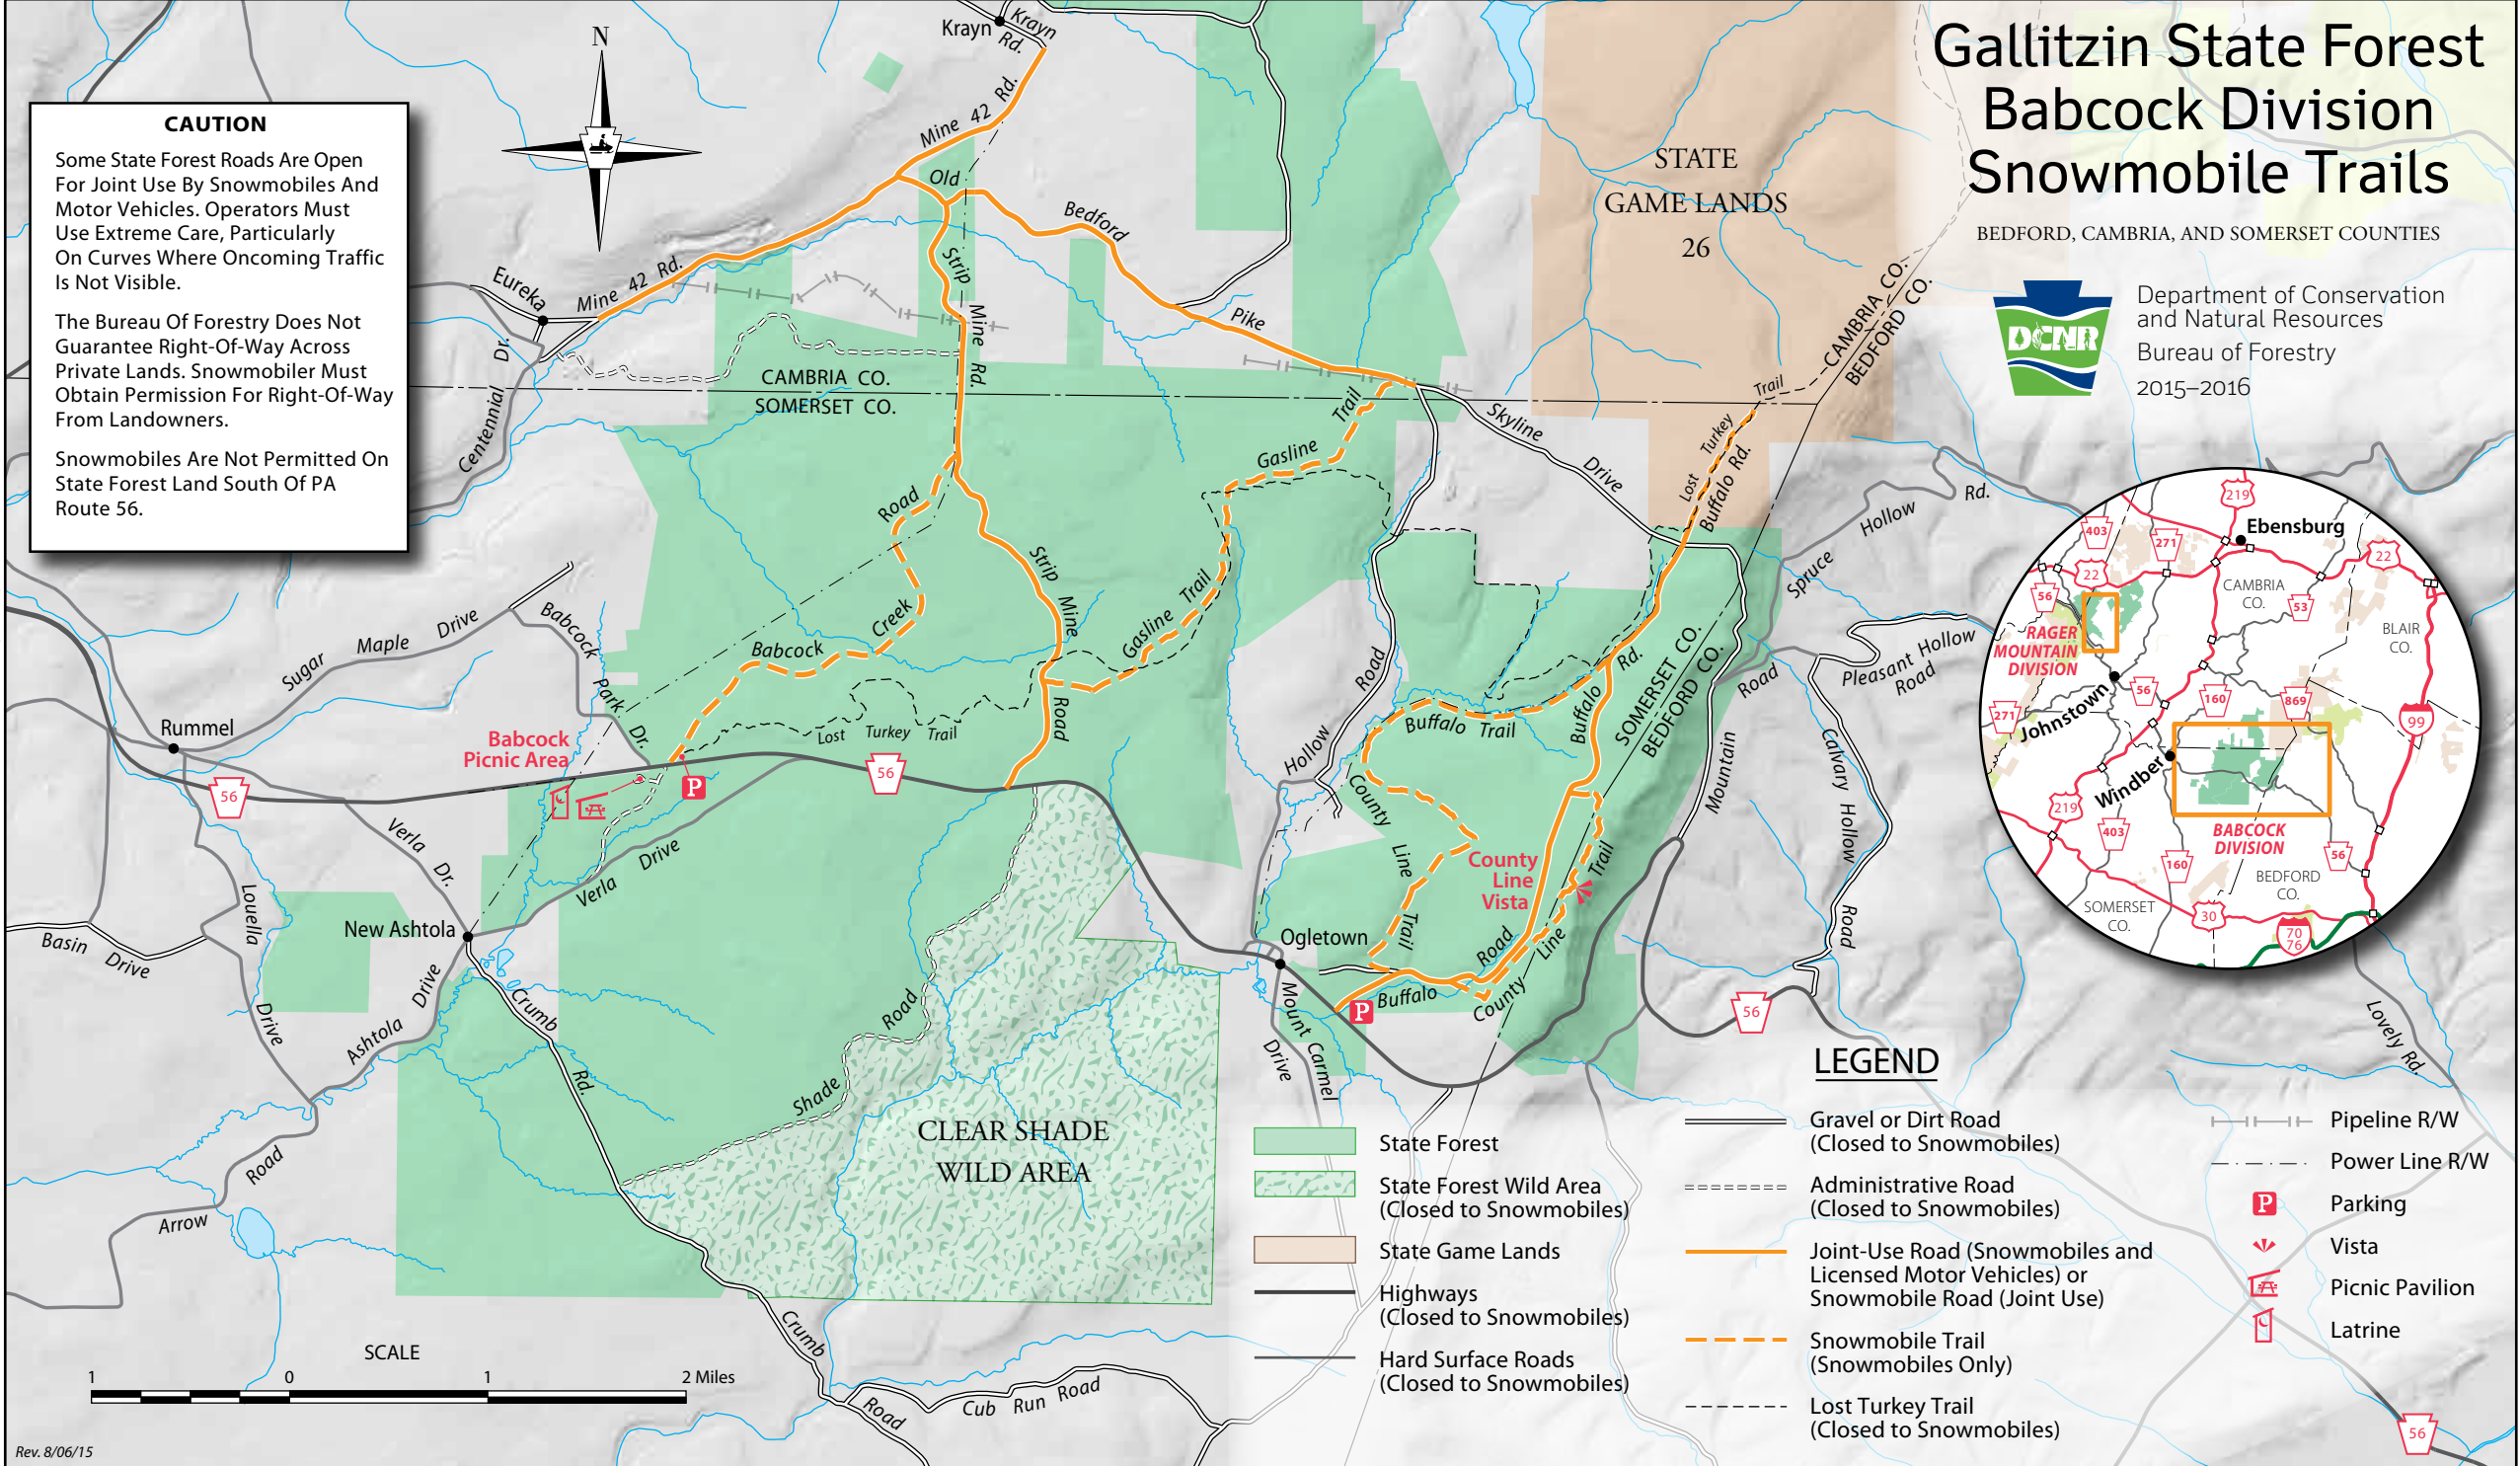 Gallitzin State Forest
Babcock Division
Snowmobile Trails
BEDFORD, CAMBRIA, AND SOMERSET COUNTIES
DCNR
Department of Conservation
and Natural Resources
Bureau of Forestry
2015–2016
CAUTION
Some State Forest Roads Are Open
For Joint Use By Snowmobiles And
Motor Vehicles. Operators Must
Use Extreme Care, Particularly
On Curves Where Oncoming Traffic
Is Not Visible.
The Bureau Of Forestry Does Not
Guarantee Right-Of-Way Across
Private Lands. Snowmobiler Must
Obtain Permission For Right-Of-Way
From Landowners.
Snowmobiles Are Not Permitted On
State Forest Land South Of PA
Route 56.
N
Krayn
Krayn Rd.
Mine 42 Rd.
Old Bedford Pike
Eureka
Mine 42 Rd.
Strip Mine Rd.
Centennial Dr.
CAMBRIA CO.
SOMERSET CO.
STATE
GAME LANDS
26
CAMBRIA CO.
BEDFORD CO.
Trail
Lost Turkey
Buffalo Rd.
Skyline Drive
Gasline Trail
Babcock Creek Road
Strip Mine Road
Gasline Trail
Hollow Road
Spruce Hollow Rd.
Pleasant Hollow
Road
Mountain Road
Calvary Hollow Road
Sugar Maple Drive
Babcock Park Dr.
Rummel
Babcock
Picnic Area
P
Lost Turkey Trail
56
56
Buffalo Trail
Buffalo Rd.
SOMERSET CO.
BEDFORD CO.
County Line Trail
County
Line
Vista
County Line Trail
Buffalo Road
P
Ogletown
Mount Carmel
Drive
56
Verla Dr.
Verla Drive
New Ashtola
Louella Drive
Basin Drive
Ashtola Drive
Crumb Rd.
Shade Road
CLEAR SHADE
WILD AREA
Arrow Road
Crumb Road
Cub Run Road
Lovely Rd.
56
219
403
271
Ebensburg
22
22
56
CAMBRIA
CO.
53
BLAIR
CO.
RAGER
MOUNTAIN
DIVISION
56
160
869
271
Johnstown
99
Windber
219
403
BABCOCK
DIVISION
56
160
BEDFORD
CO.
SOMERSET
CO.
30
70
76
LEGEND
State Forest
State Forest Wild Area
(Closed to Snowmobiles)
State Game Lands
Highways
(Closed to Snowmobiles)
Hard Surface Roads
(Closed to Snowmobiles)
Gravel or Dirt Road
(Closed to Snowmobiles)
Administrative Road
(Closed to Snowmobiles)
Joint-Use Road (Snowmobiles and
Licensed Motor Vehicles) or
Snowmobile Road (Joint Use)
Snowmobile Trail
(Snowmobiles Only)
Lost Turkey Trail
(Closed to Snowmobiles)
Pipeline R/W
Power Line R/W
P Parking
Vista
Picnic Pavilion
Latrine
SCALE
1 0 1 2 Miles
Rev. 8/06/15